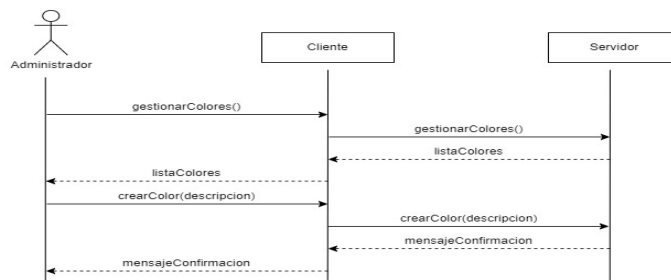 Cliente
Servidor
Administrador
gestionarColores()
gestionarColores()
listaColores
listaColores
crearColor(descripcion)
crearColor(descripcion)
mensajeConfirmacion
mensajeConfirmacion